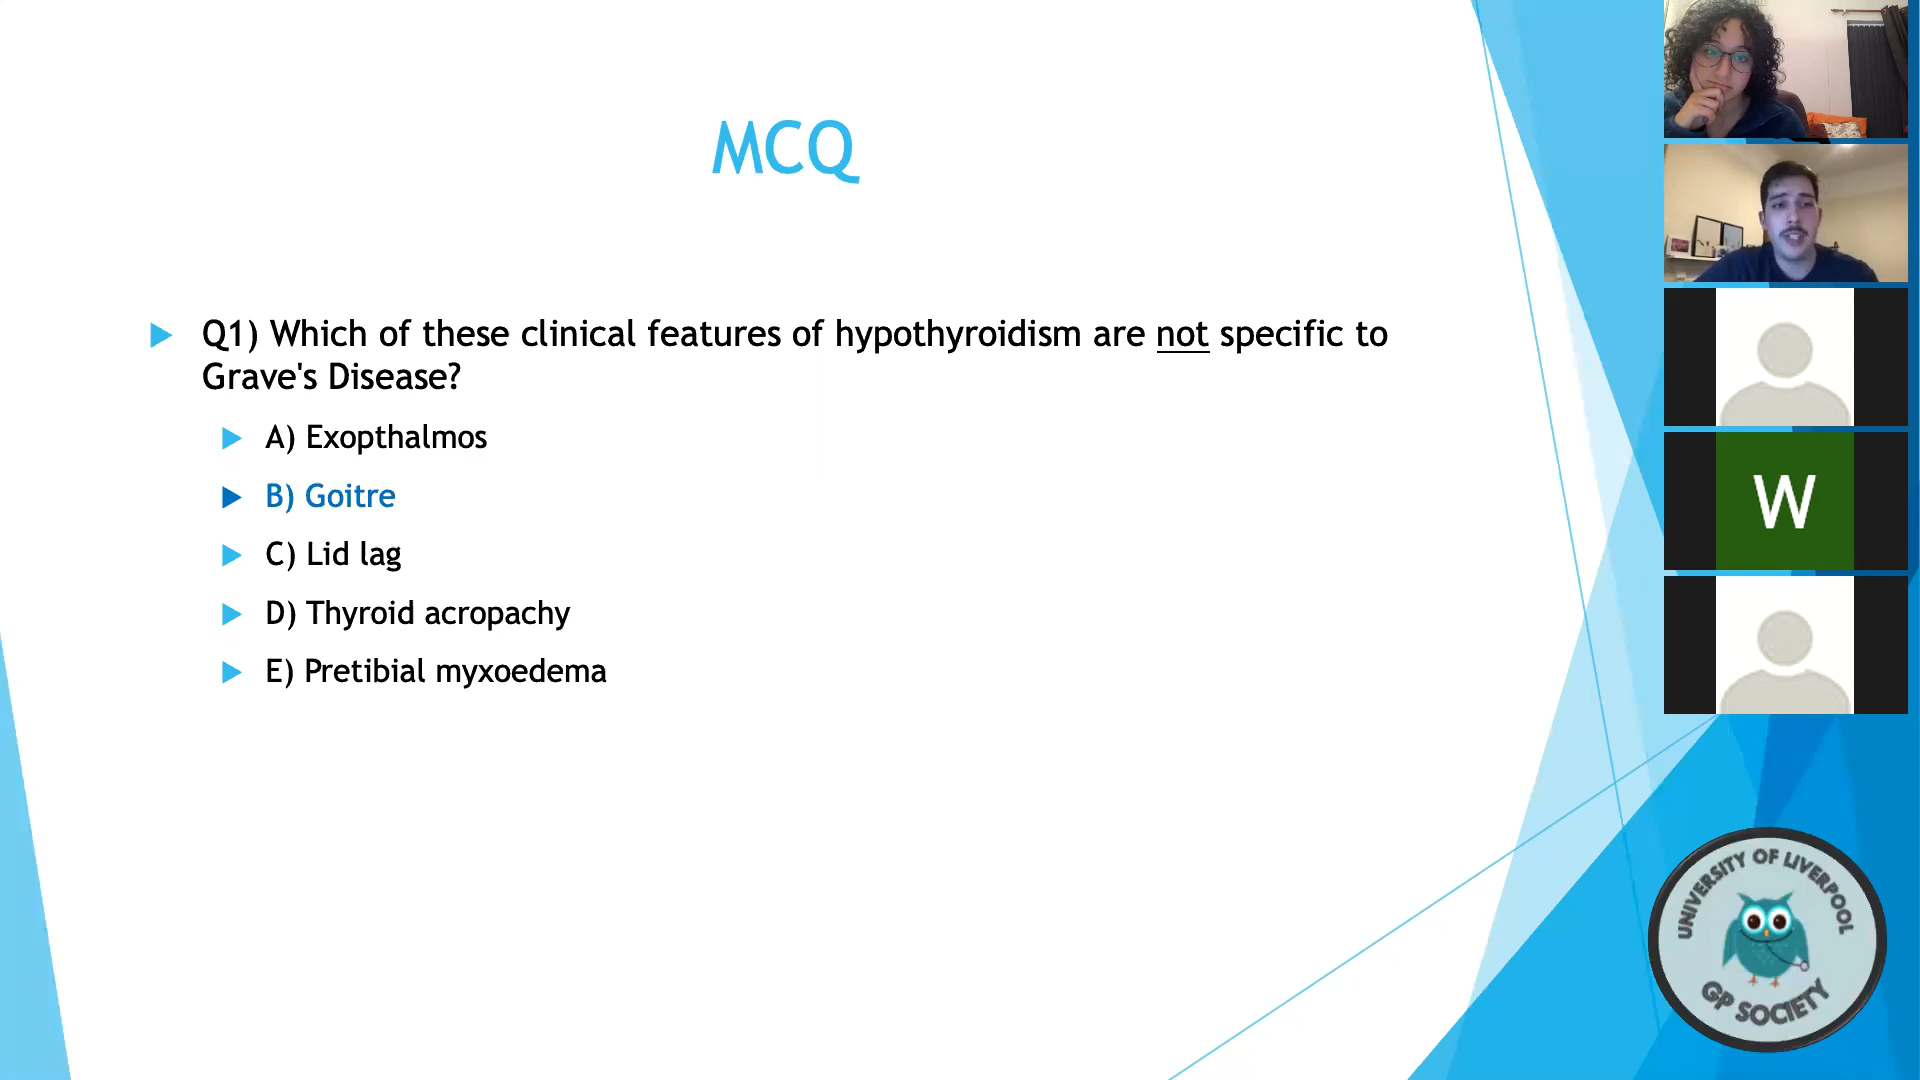 MCQ
Q1) Which of these clinical features of hypothyroidism are not specific to
Grave's Disease?
A) Exopthalmos
B) Goitre
C) Lid lag
D) Thyroid acropachy
E) Pretibial myxoedema
W
UNIVERSITY OF LIVERPOOL
GP SOCIETY